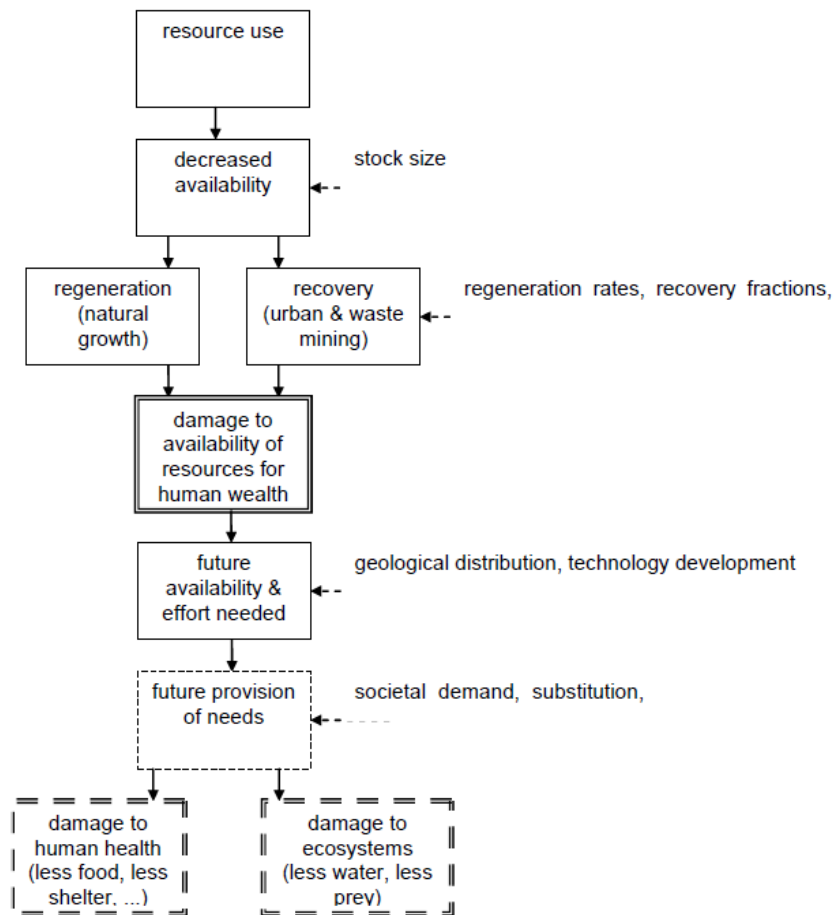 resource use
decreased
availability
stock size
regeneration
(natural
growth)
recovery
(urban & waste
mining)
regeneration rates, recovery fractions,
damage to
availability of
resources for
human wealth
future
availability &
effort needed
geological distribution, technology development
future provision
of needs
societal demand, substitution,
damage to
human health
(less food, less
shelter, ...)
damage to
ecosystems
(less water, less
prey)